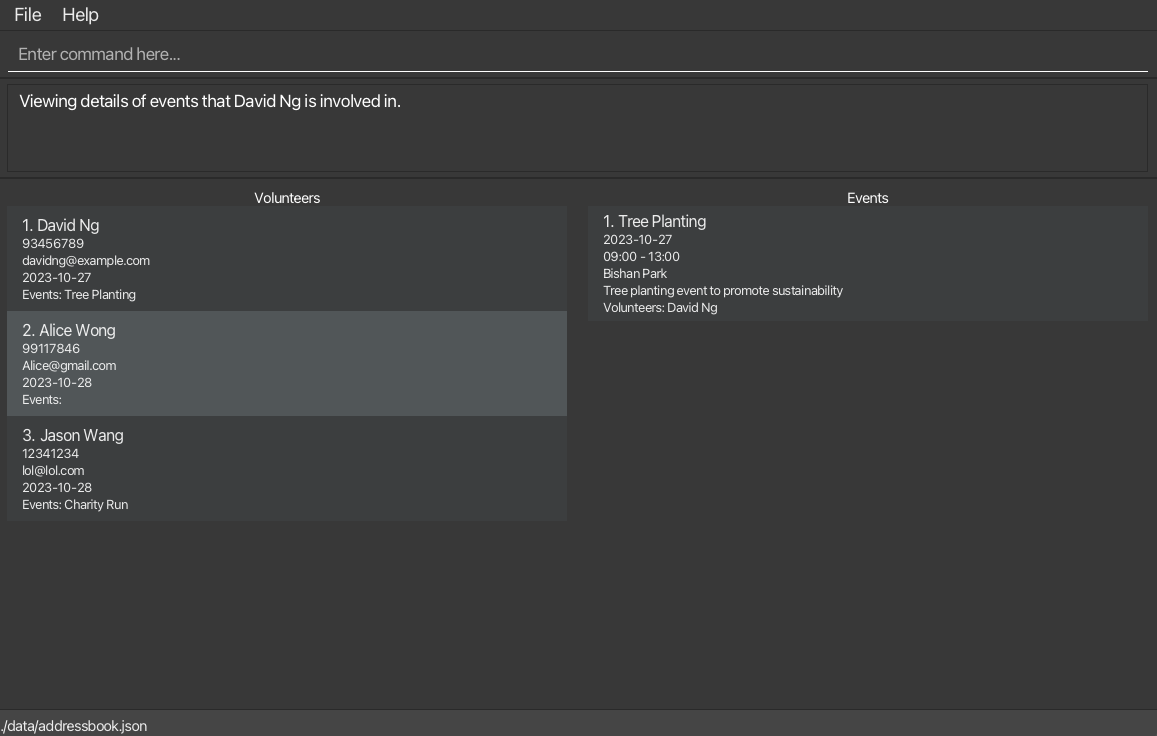 File Help
Enter command here...
Viewing details of events that David Ng is involved in.
Volunteers
1. David Ng
93456789
davidng@example.com
2023-10-27
Events: Tree Planting
2. Alice Wong
99117846
Alice@gmail.com
2023-10-28
Events:
3. Jason Wang
12341234
lol@lol.com
2023-10-28
Events: Charity Run
Events
1. Tree Planting
2023-10-27
09:00 - 13:00
Bishan Park
Tree planting event to promote sustainability
Volunteers: David Ng
./data/addressbook.json